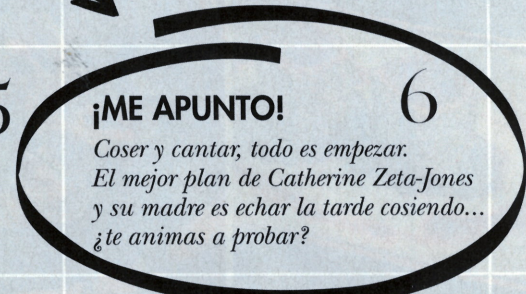 5
¡ME APUNTO! 6
Coser y cantar, todo es empezar.
El mejor plan de Catherine Zeta-Jones
y su madre es echar la tarde cosiendo...
¿te animas a probar?